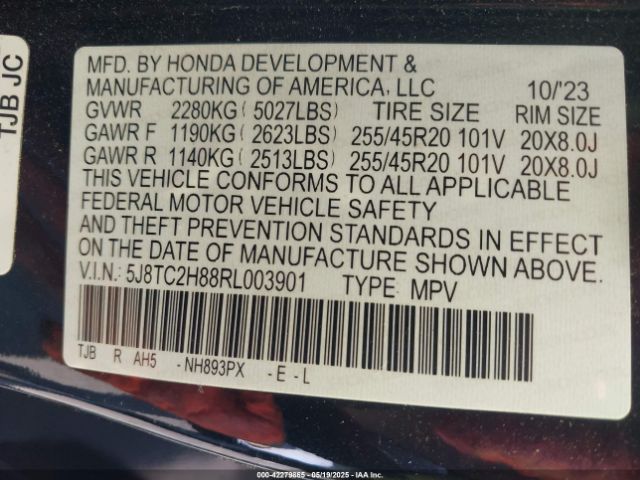 TJB JC
MFD. BY HONDA DEVELOPMENT &
MANUFACTURING OF AMERICA, LLC 10/'23
GVWR 2280KG( 5027LBS) TIRE SIZE RIM SIZE
GAWR F 1190KG( 2623LBS) 255/45R20 101V 20X8.0J
GAWR R 1140KG( 2513LBS) 255/45R20 101V 20X8.0J
THIS VEHICLE CONFORMS TO ALL APPLICABLE
FEDERAL MOTOR VEHICLE SAFETY
AND THEFT PREVENTION STANDARDS IN EFFECT
ON THE DATE OF MANUFACTURE SHOWN ABOVE.
V.I.N.: 5J8TC2H88RL003901 TYPE: MPV
TJB R AH5 -NH893PX -E-L
000-42279865 - 05/19/2025 - IAAI.COM